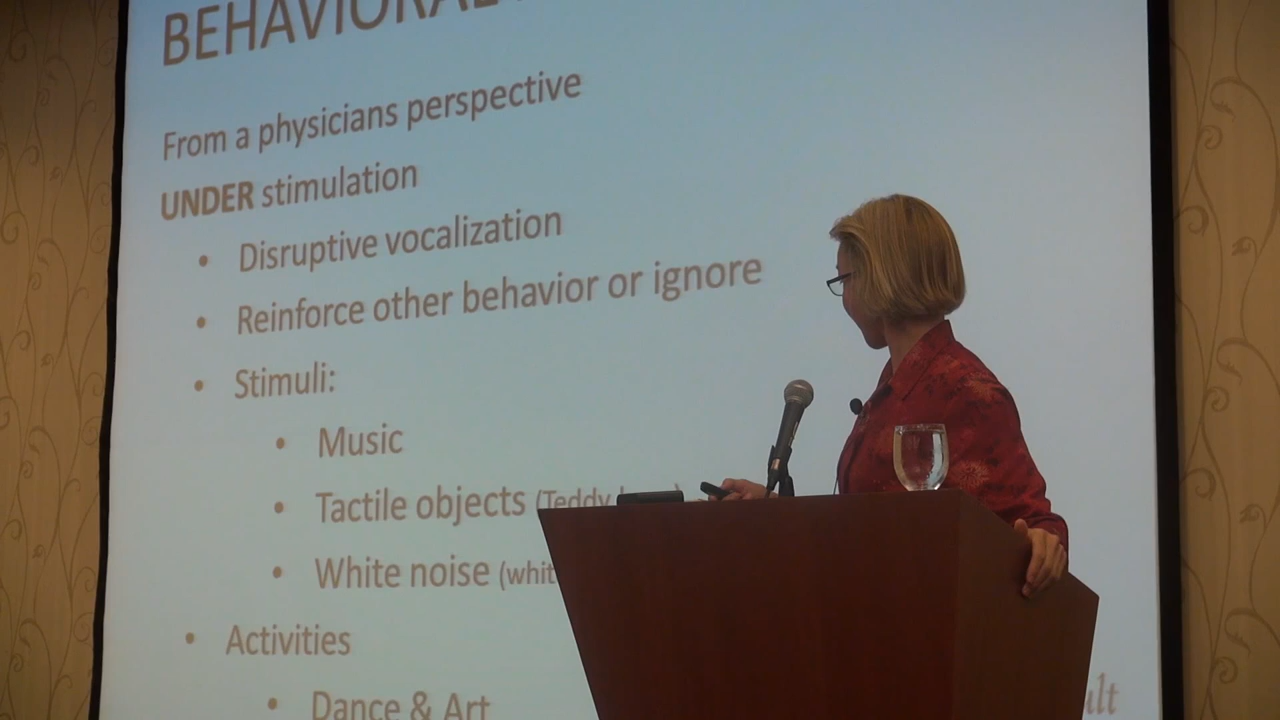 BEHAVIORAL
From a physicians perspective
UNDER stimulation
• Disruptive vocalization
• Reinforce other behavior or ignore
• Stimuli:
• Music
• Tactile objects (Teddy
• White noise
• Activities
• Dance & Art